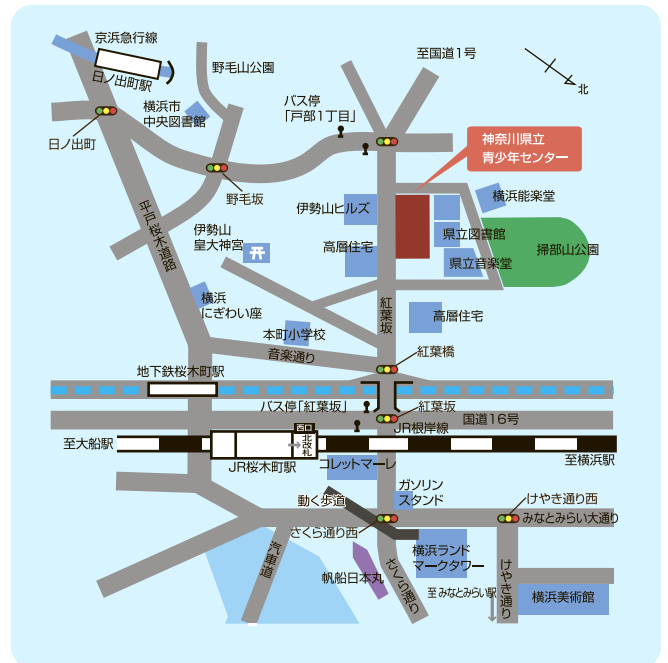 京浜急行線
日ノ出町駅
野毛山公園
至国道1号
北
横浜市
中央図書館
バス停
「戸部1丁目」
日ノ出町
神奈川県立
青少年センター
野毛坂
平戸桜木道路
伊勢山
皇大神宮
伊勢山ヒルズ
横浜能楽堂
県立図書館
高層住宅
県立音楽堂
掃部山公園
横浜
にぎわい座
紅葉坂
高層住宅
本町小学校
音楽通り
紅葉橋
地下鉄桜木町駅
バス停「紅葉坂」
紅葉坂
国道16号
西口
JR根岸線
至大船駅
北改札
JR桜木町駅
コレットマーレ
至横浜駅
ガソリン
スタンド
動く歩道
けやき通り西
さくら通り西
みなとみらい大通り
汽車道
横浜ランド
マークタワー
帆船日本丸
さくら通り
至 みなとみらい駅
けやき通り
横浜美術館